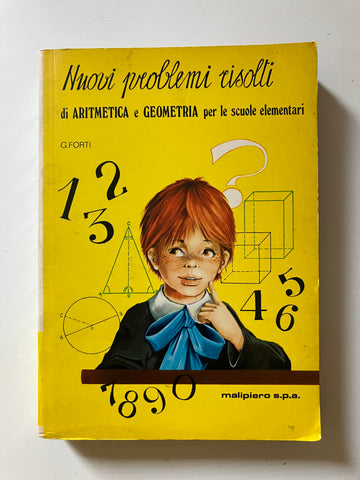 Nuovi problemi risolti
di ARITMETICA e GEOMETRIA per le scuole elementari
G. FORTI
?
1 2
3
4 5
6
7 8 9 0
malipiero s.p.a.